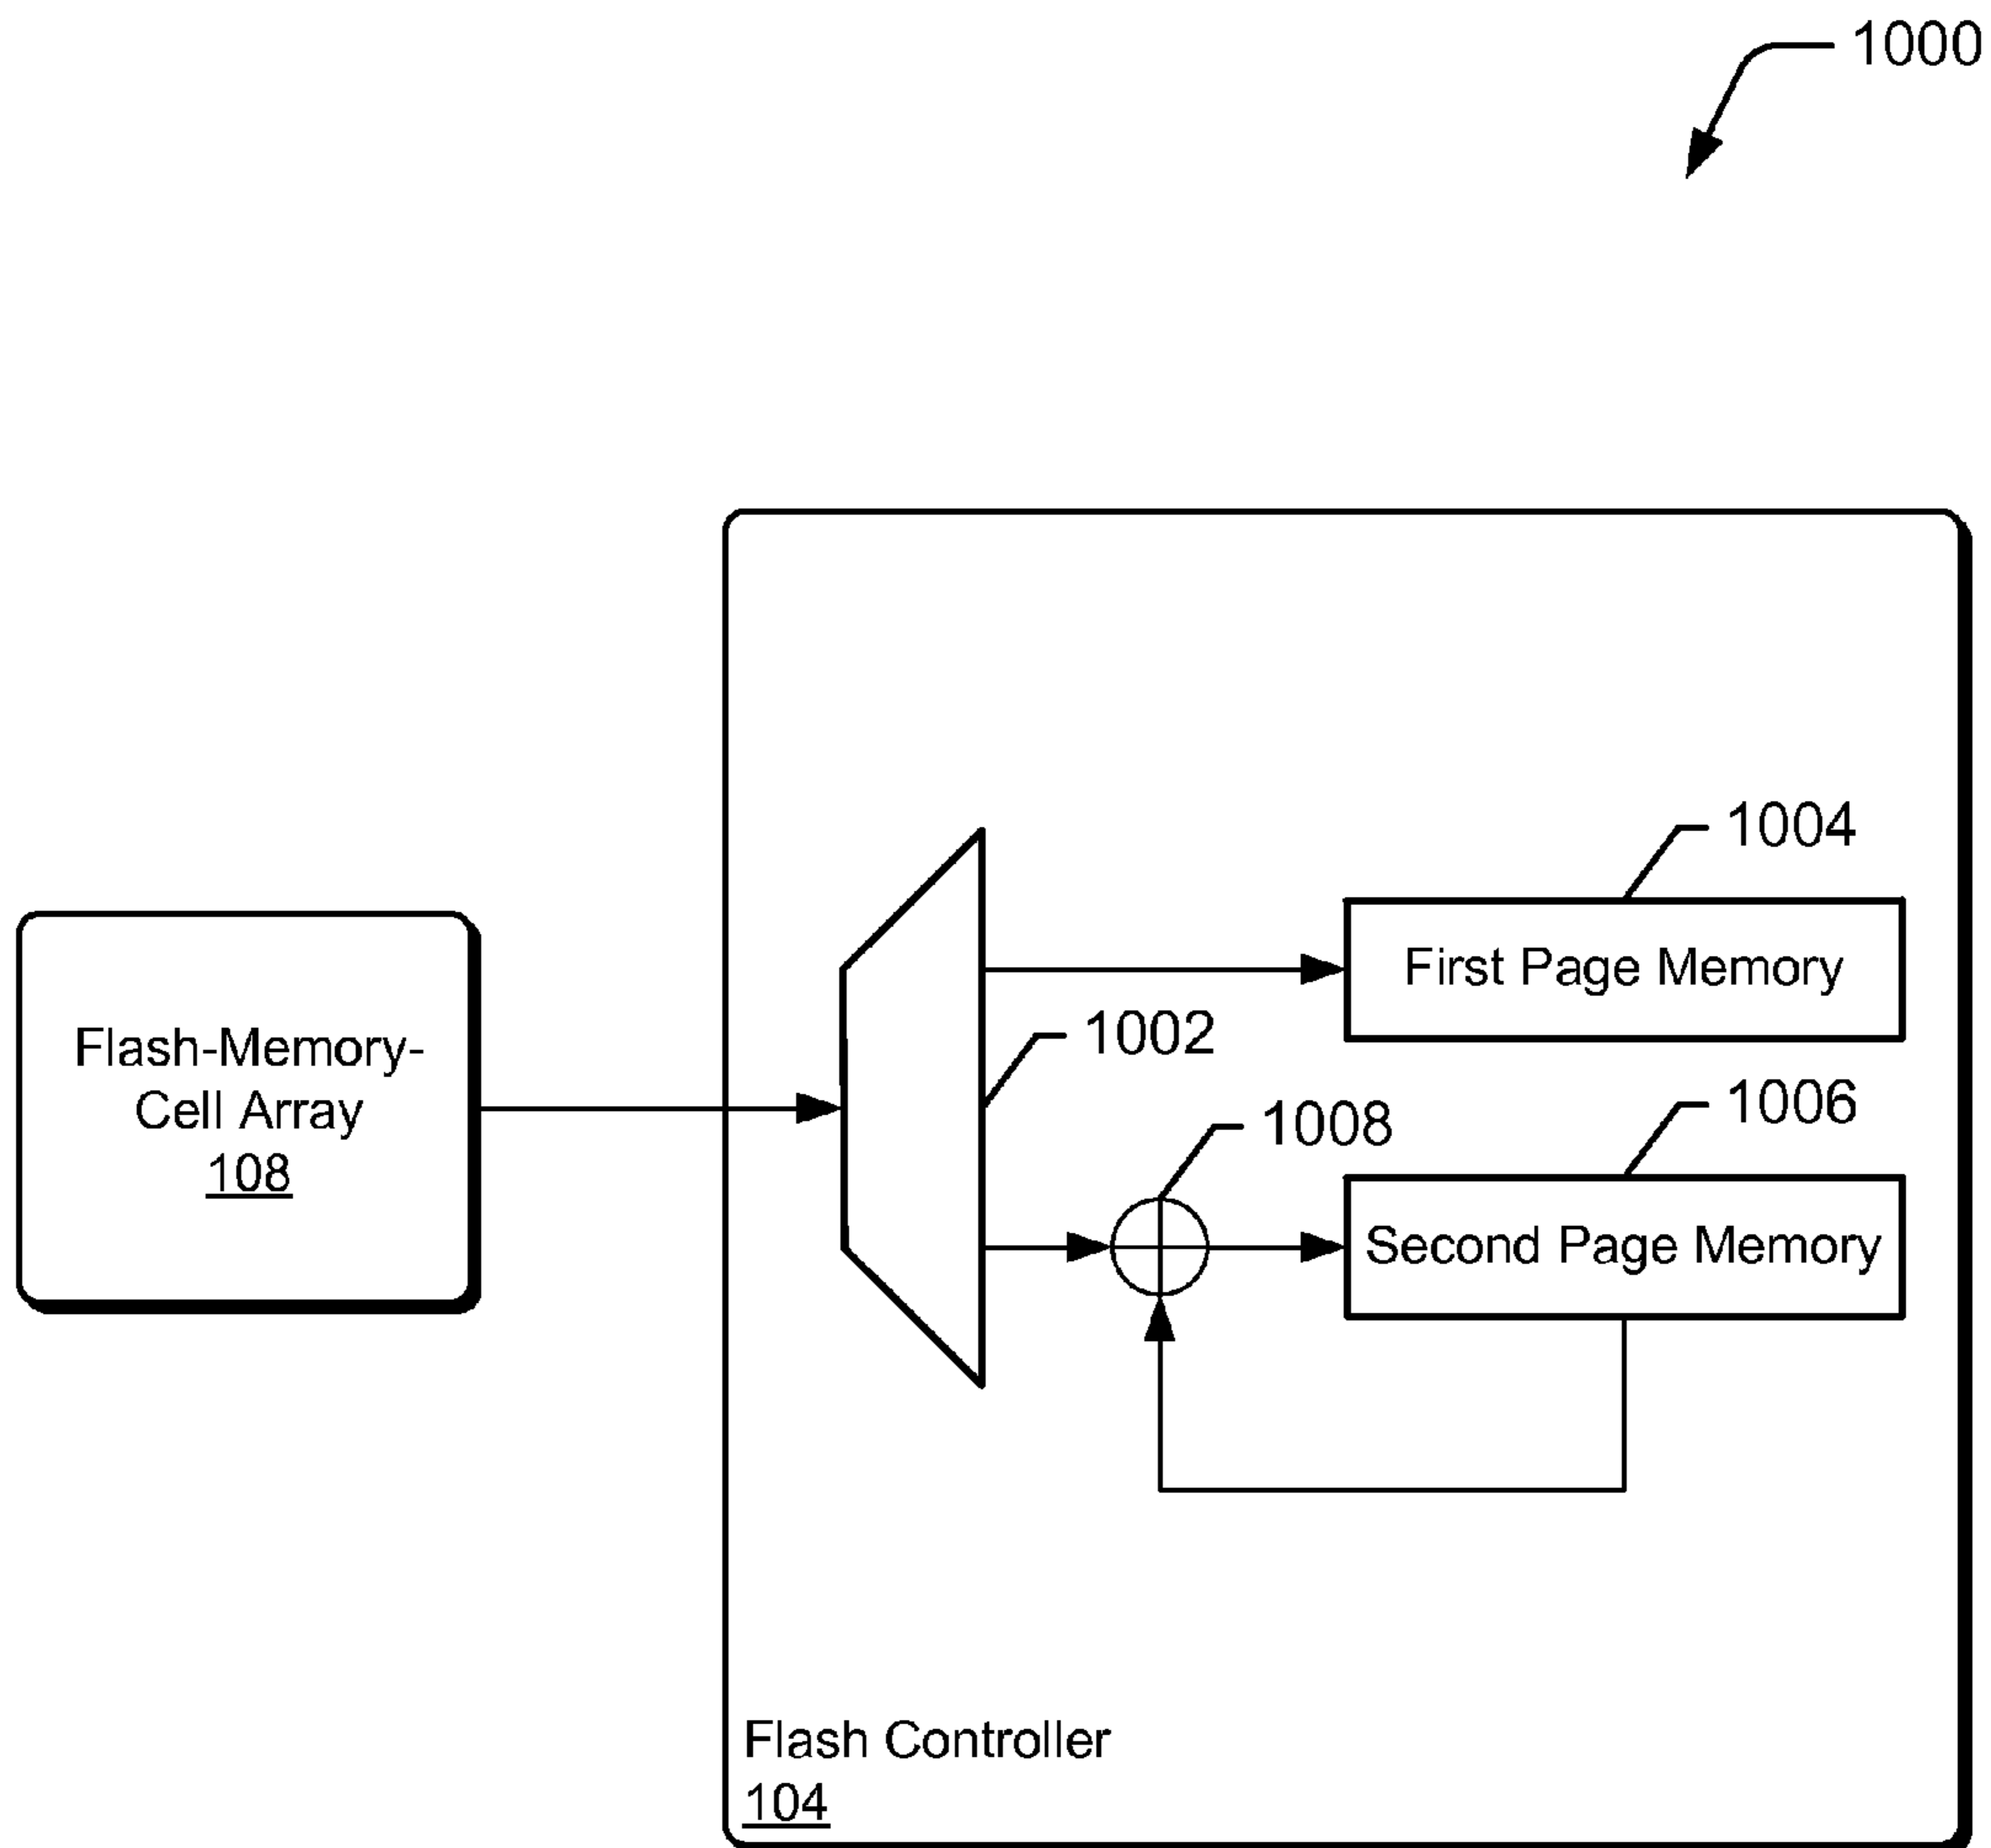 1000
1004
First Page Memory
1002
Flash-Memory-
Cell Array
108
1006
1008
Second Page Memory
Flash Controller
104